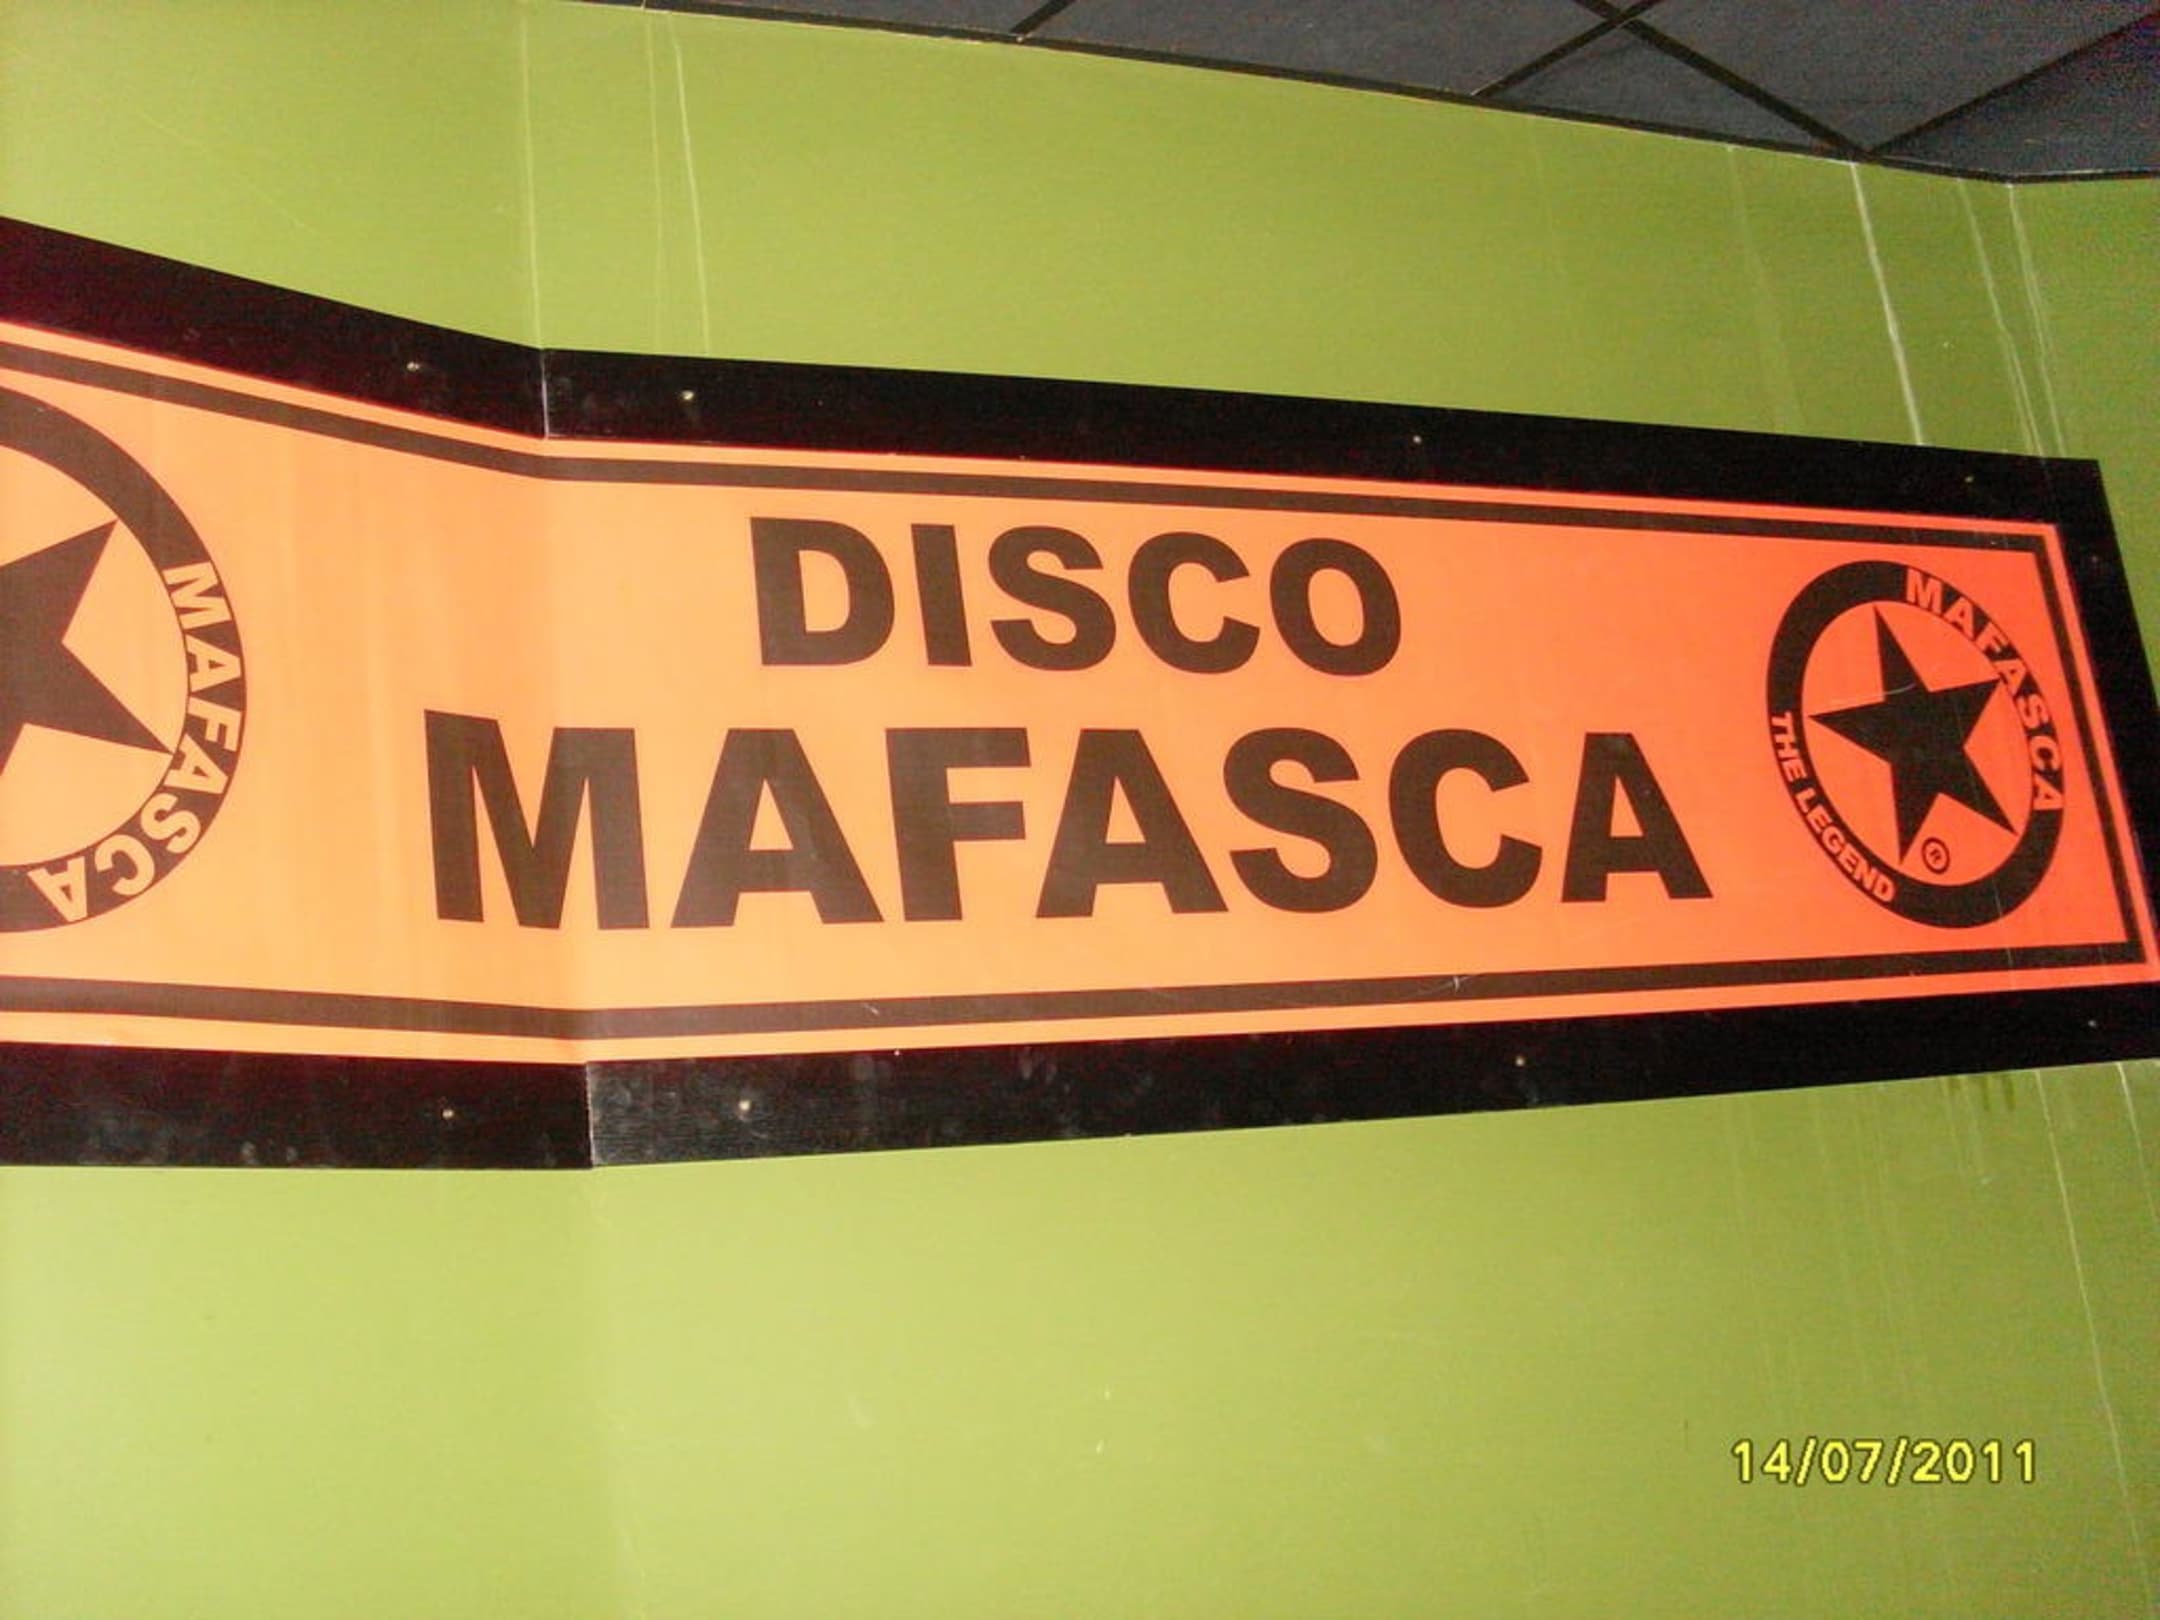 MAFASCA
DISCO
MAFASCA
MAFASCA
THE LEGEND
®
14/07/2011